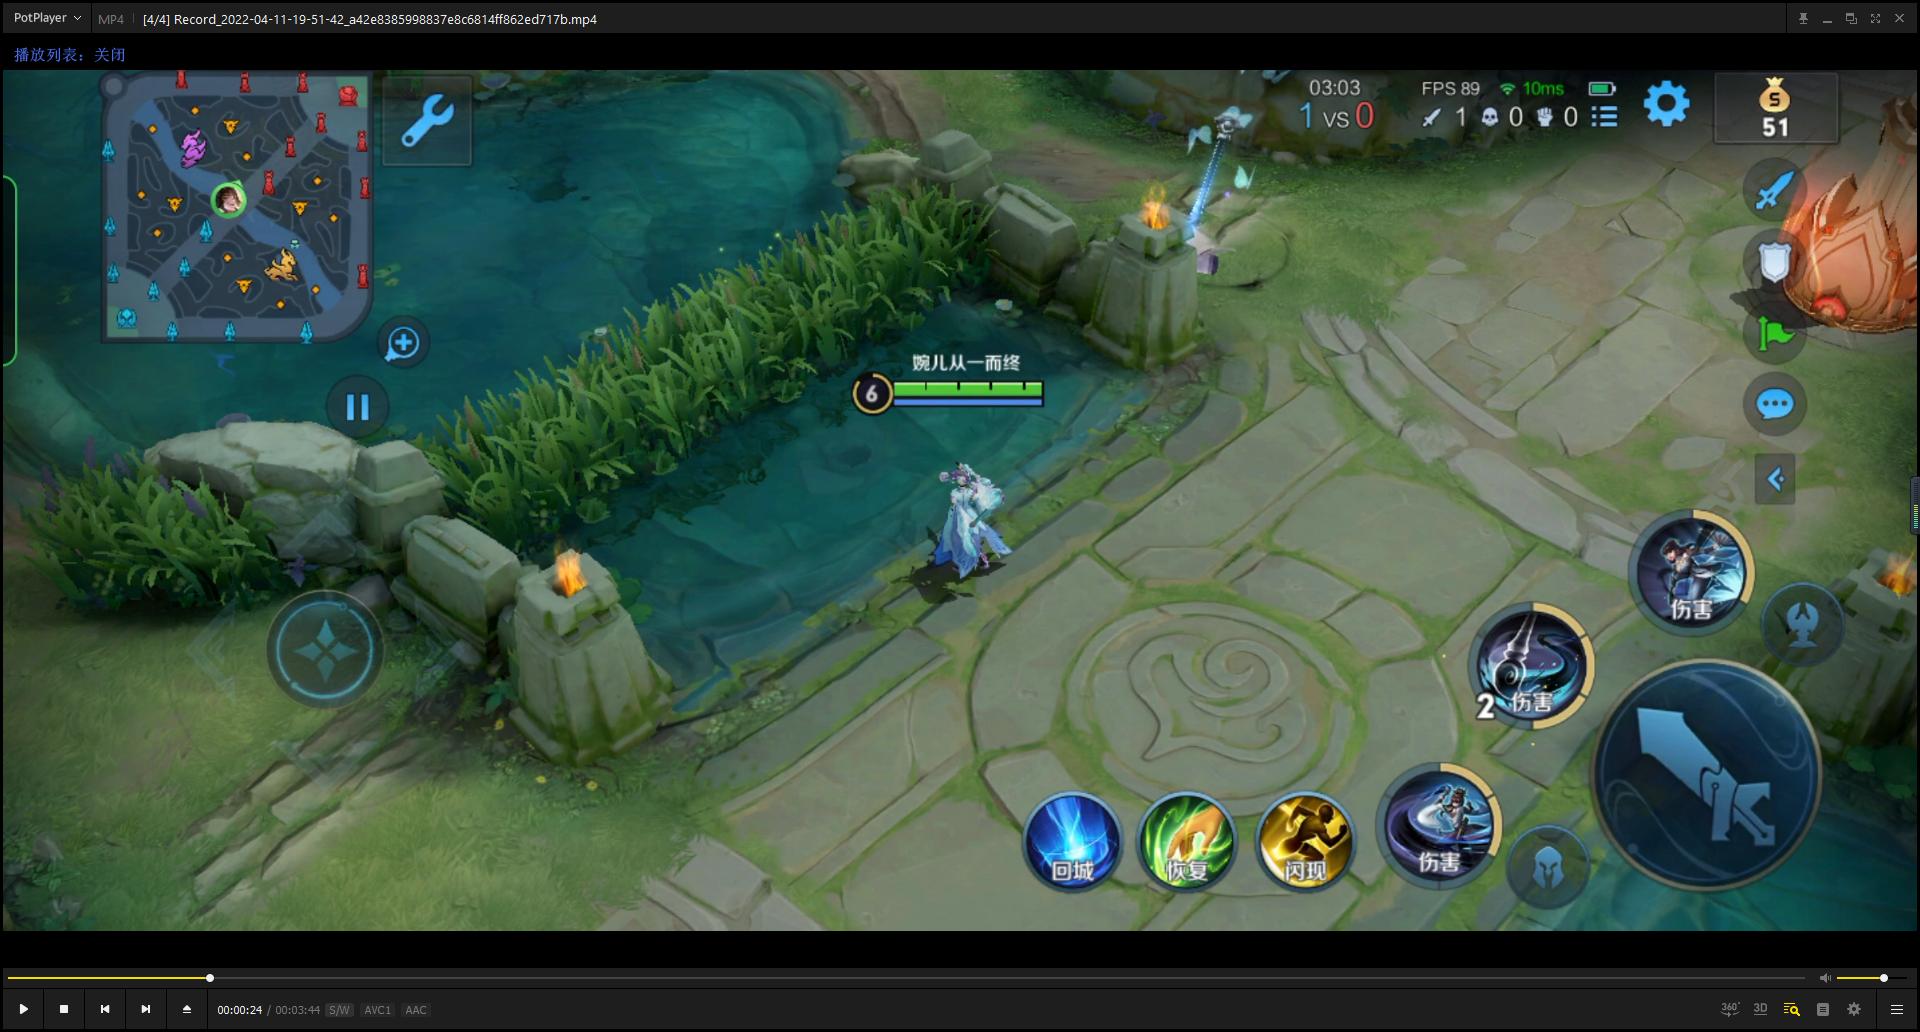 PotPlayer MP4 [4/4] Record_2022-04-11-19-51-42_a42e8385998837e8c6814ff862ed717b.mp4
播放列表：关闭
03:03 FPS 89 10ms
1 VS 0 1 0 0
S
51
婉儿从一而终
6
伤害
2 伤害
伤害
回城 恢复 闪现
00:00:24 / 00:03:44 S/W AVC1 AAC
360° 3D